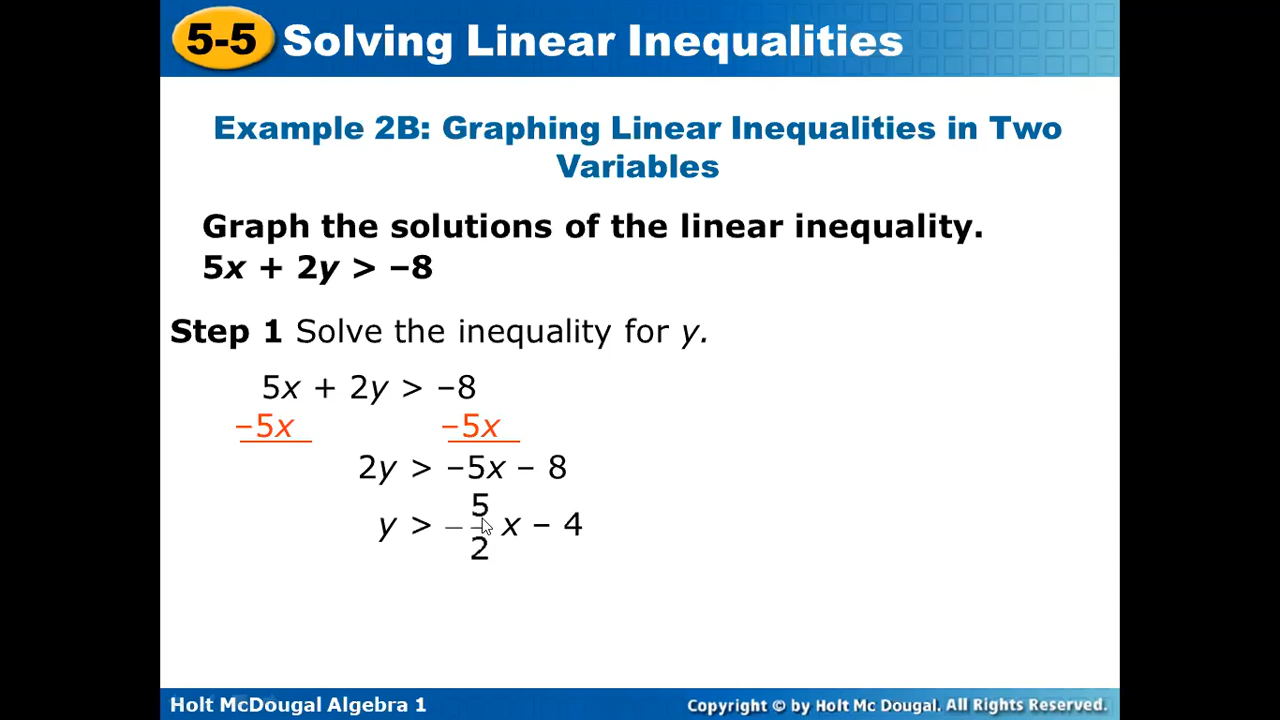 5-5 Solving Linear Inequalities
Example 2B: Graphing Linear Inequalities in Two
Variables
Graph the solutions of the linear inequality.
5x + 2y > –8
Step 1 Solve the inequality for y.
5x + 2y > –8
–5x –5x
2y > –5x – 8
y > –5/2 x – 4
Holt McDougal Algebra 1
Copyright © by Holt Mc Dougal. All Rights Reserved.